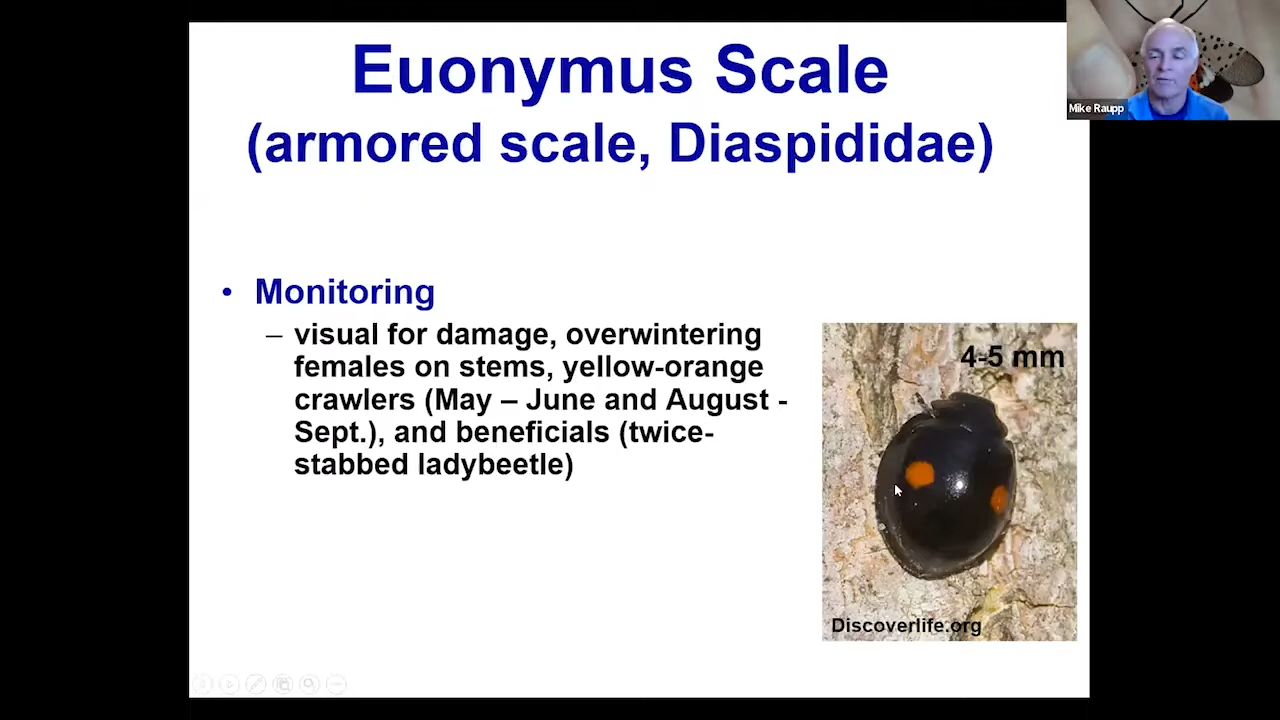 Euonymus Scale
(armored scale, Diaspididae)
• Monitoring
– visual for damage, overwintering
females on stems, yellow-orange
crawlers (May – June and August -
Sept.), and beneficials (twice-
stabbed ladybeetle)
4-5 mm
Discoverlife.org
Mike Raupp